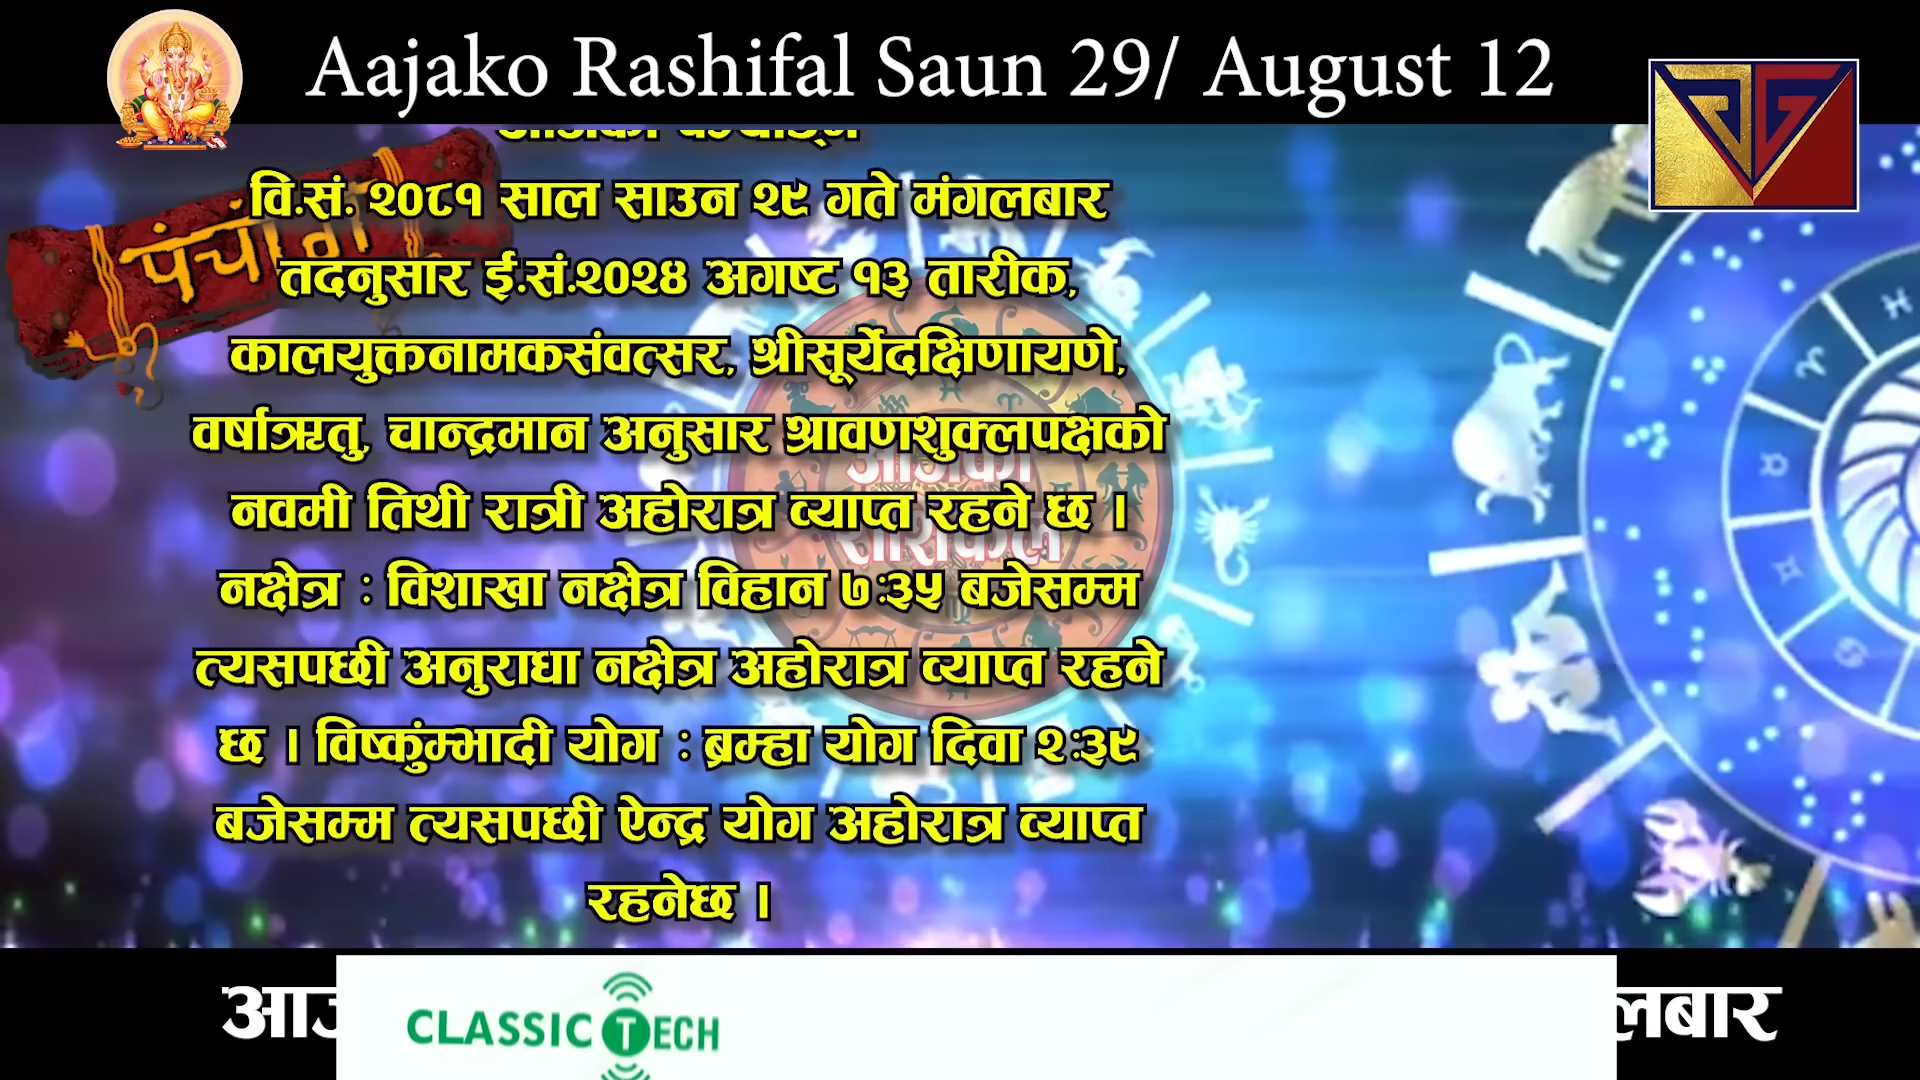 Aajako Rashifal Saun 29/ August 12
वि.सं. २०८१ साल साउन २९ गते मंगलबार
तदनुसार ई.सं.२०२४ अगष्ट १३ तारीक,
कालयुक्तनामकसंवत्सर, श्रीसूर्येदक्षिणायणे,
वर्षाऋतु, चान्द्रमान अनुसार श्रावणशुक्लपक्षको
नवमी तिथी रात्री अहोरात्र व्याप्त रहने छ ।
नक्षेत्र : विशाखा नक्षेत्र विहान ७:३५ बजेसम्म
त्यसपछी अनुराधा नक्षेत्र अहोरात्र व्याप्त रहने
छ । विष्कुंम्भादी योग : ब्रम्हा योग दिवा २:३९
बजेसम्म त्यसपछी ऐन्द्र योग अहोरात्र व्याप्त
रहनेछ ।
CLASSIC TECH